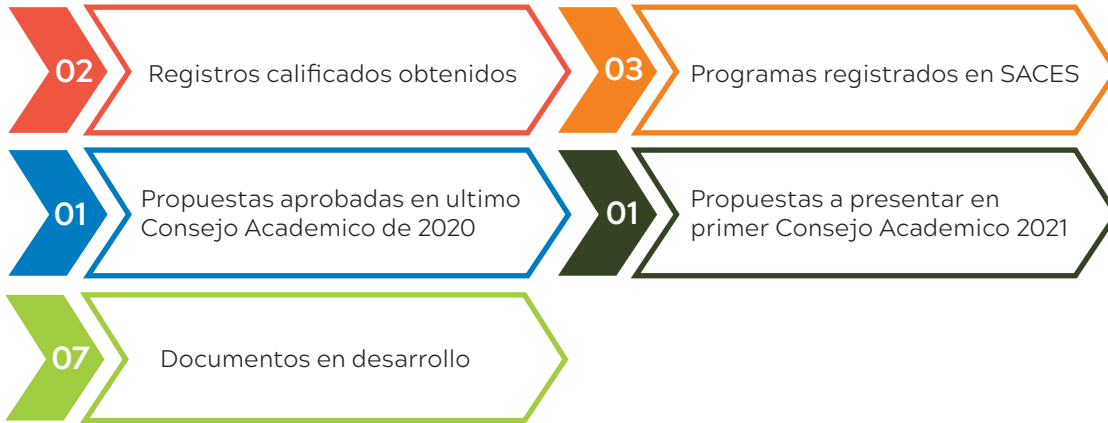 02
Registros calificados obtenidos
03
Programas registrados en SACES
01
Propuestas aprobadas en ultimo
Consejo Academico de 2020
01
Propuestas a presentar en
primer Consejo Academico 2021
07
Documentos en desarrollo